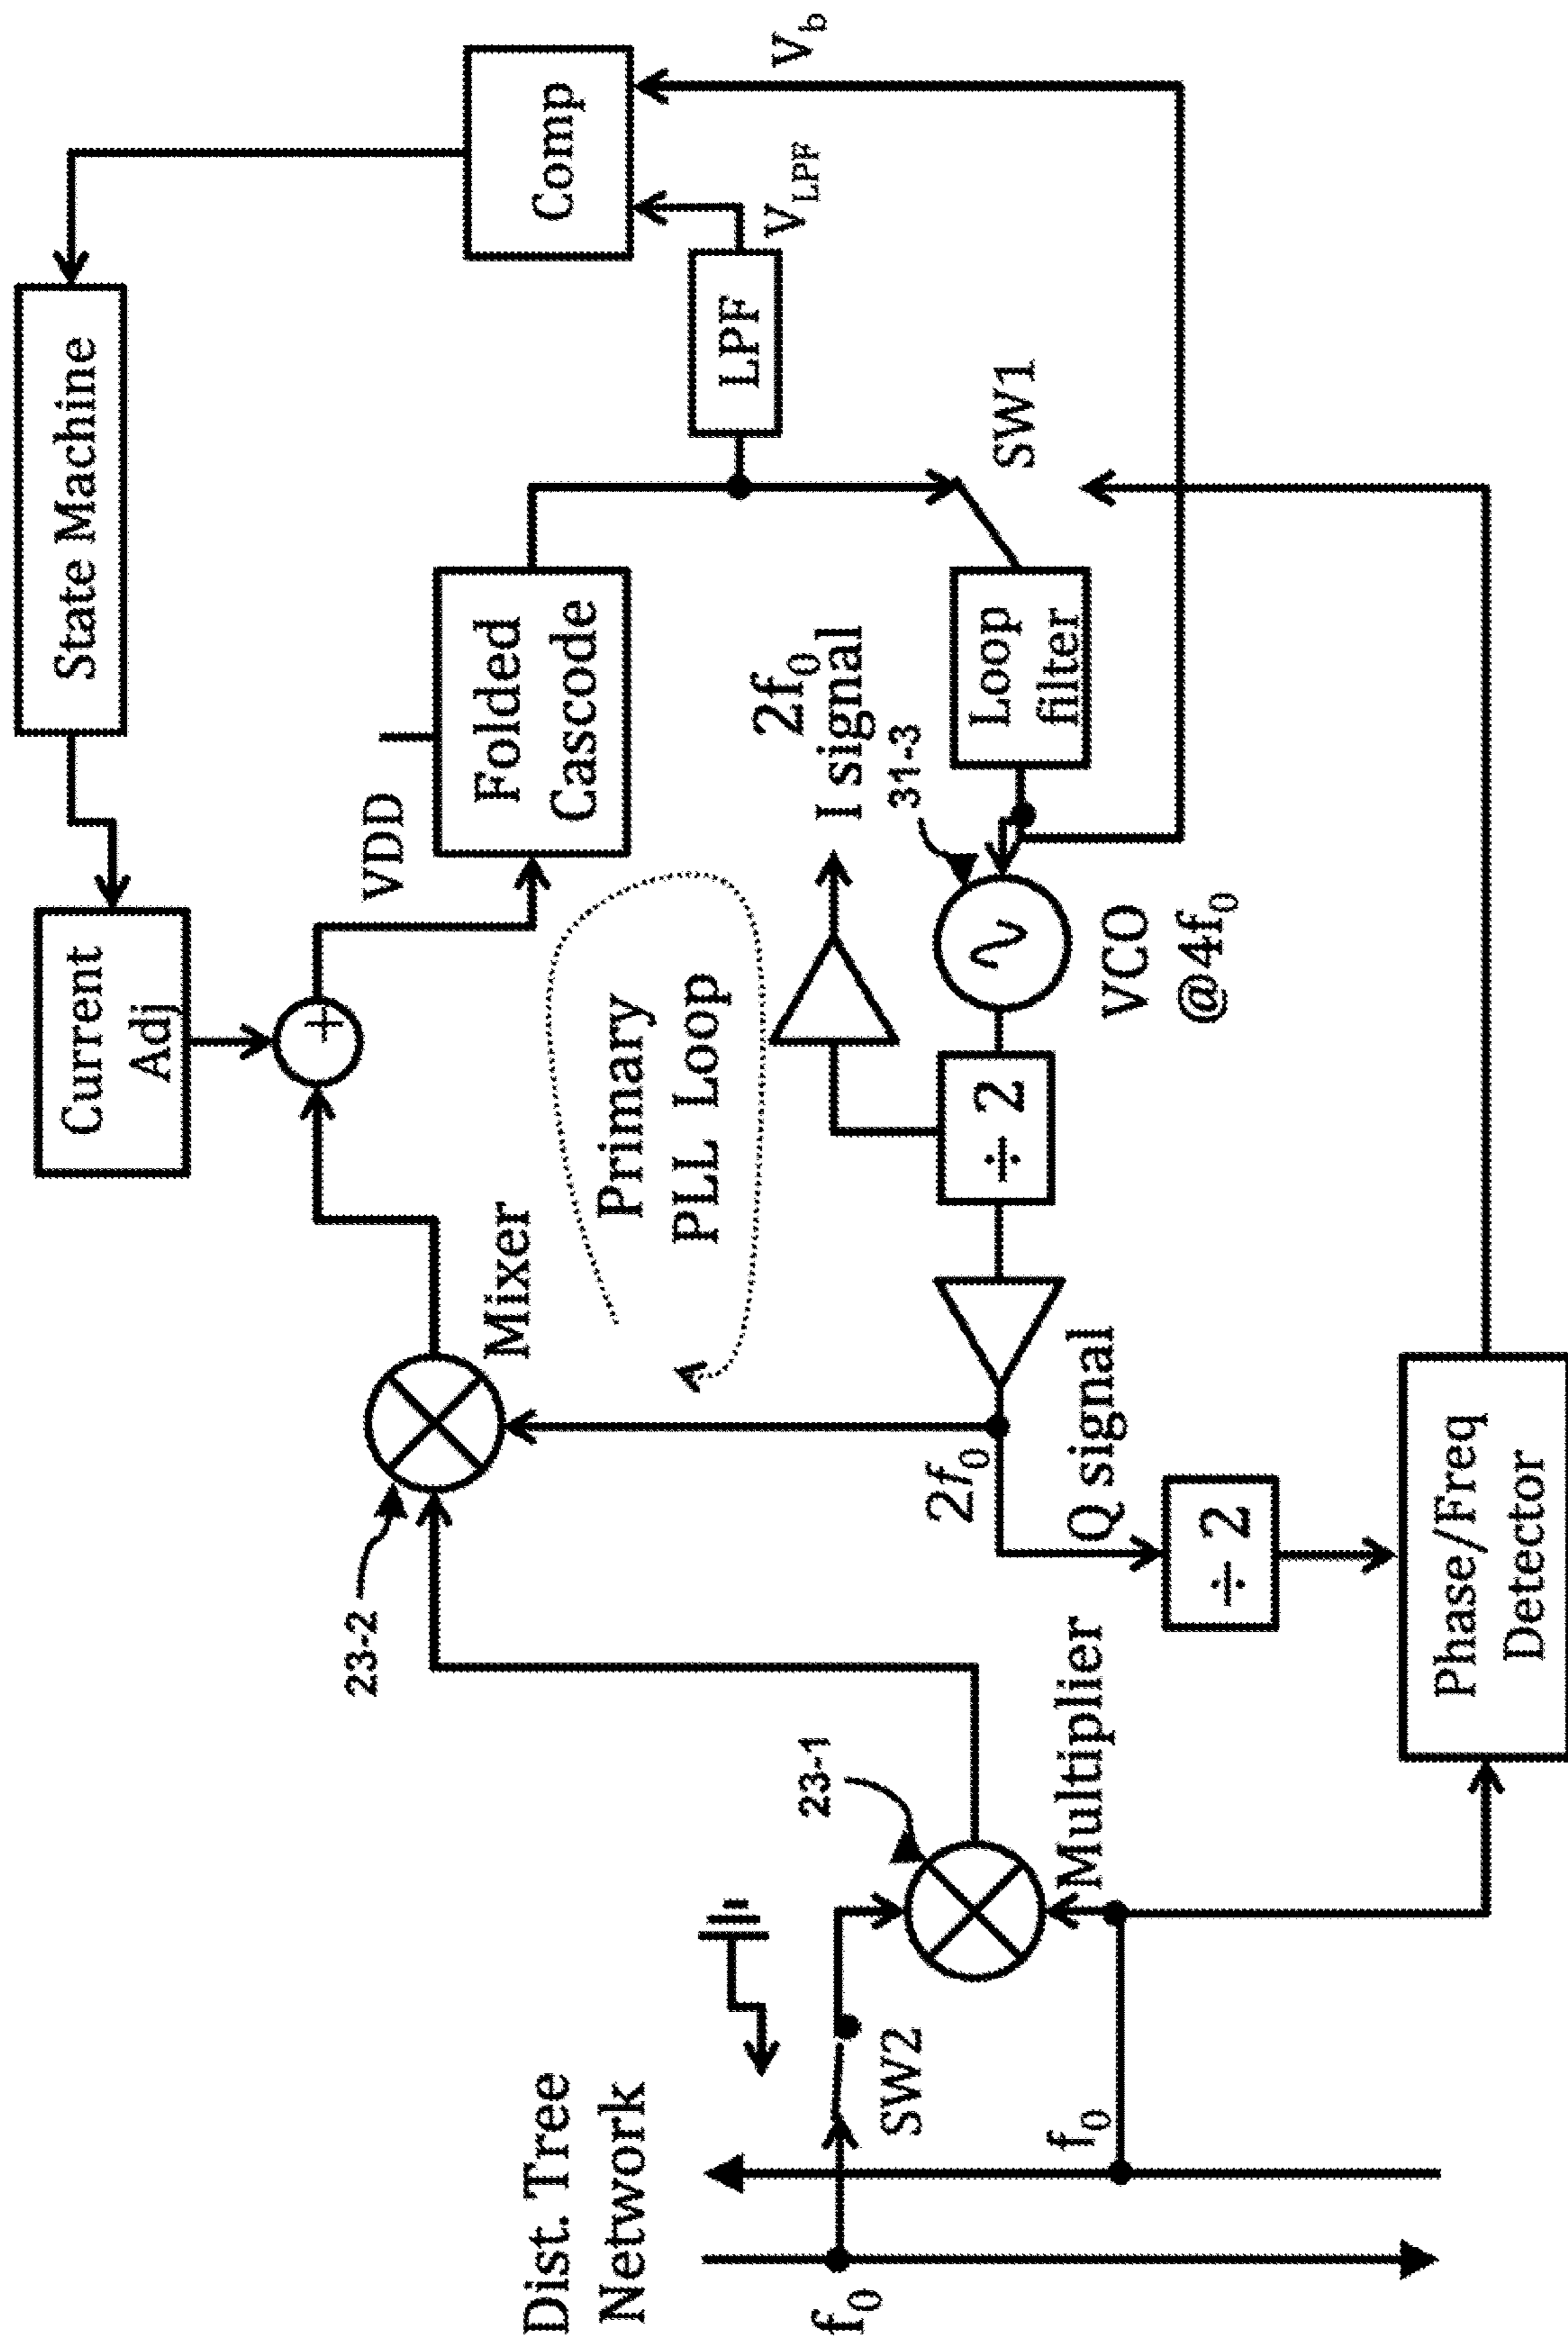 State Machine
Current
Adj
Comp
V_b
V_LPF
LPF
VDD
Folded
Cascode
+
Mixer
23-2
Primary
PLL Loop
2f_0
I signal
31-3
Loop
filter
SW1
VCO
@4f_0
÷ 2
2f_0
Q signal
÷ 2
Phase/Freq
Detector
23-1
Multiplier
SW2
Dist. Tree
Network
f_0
f_0